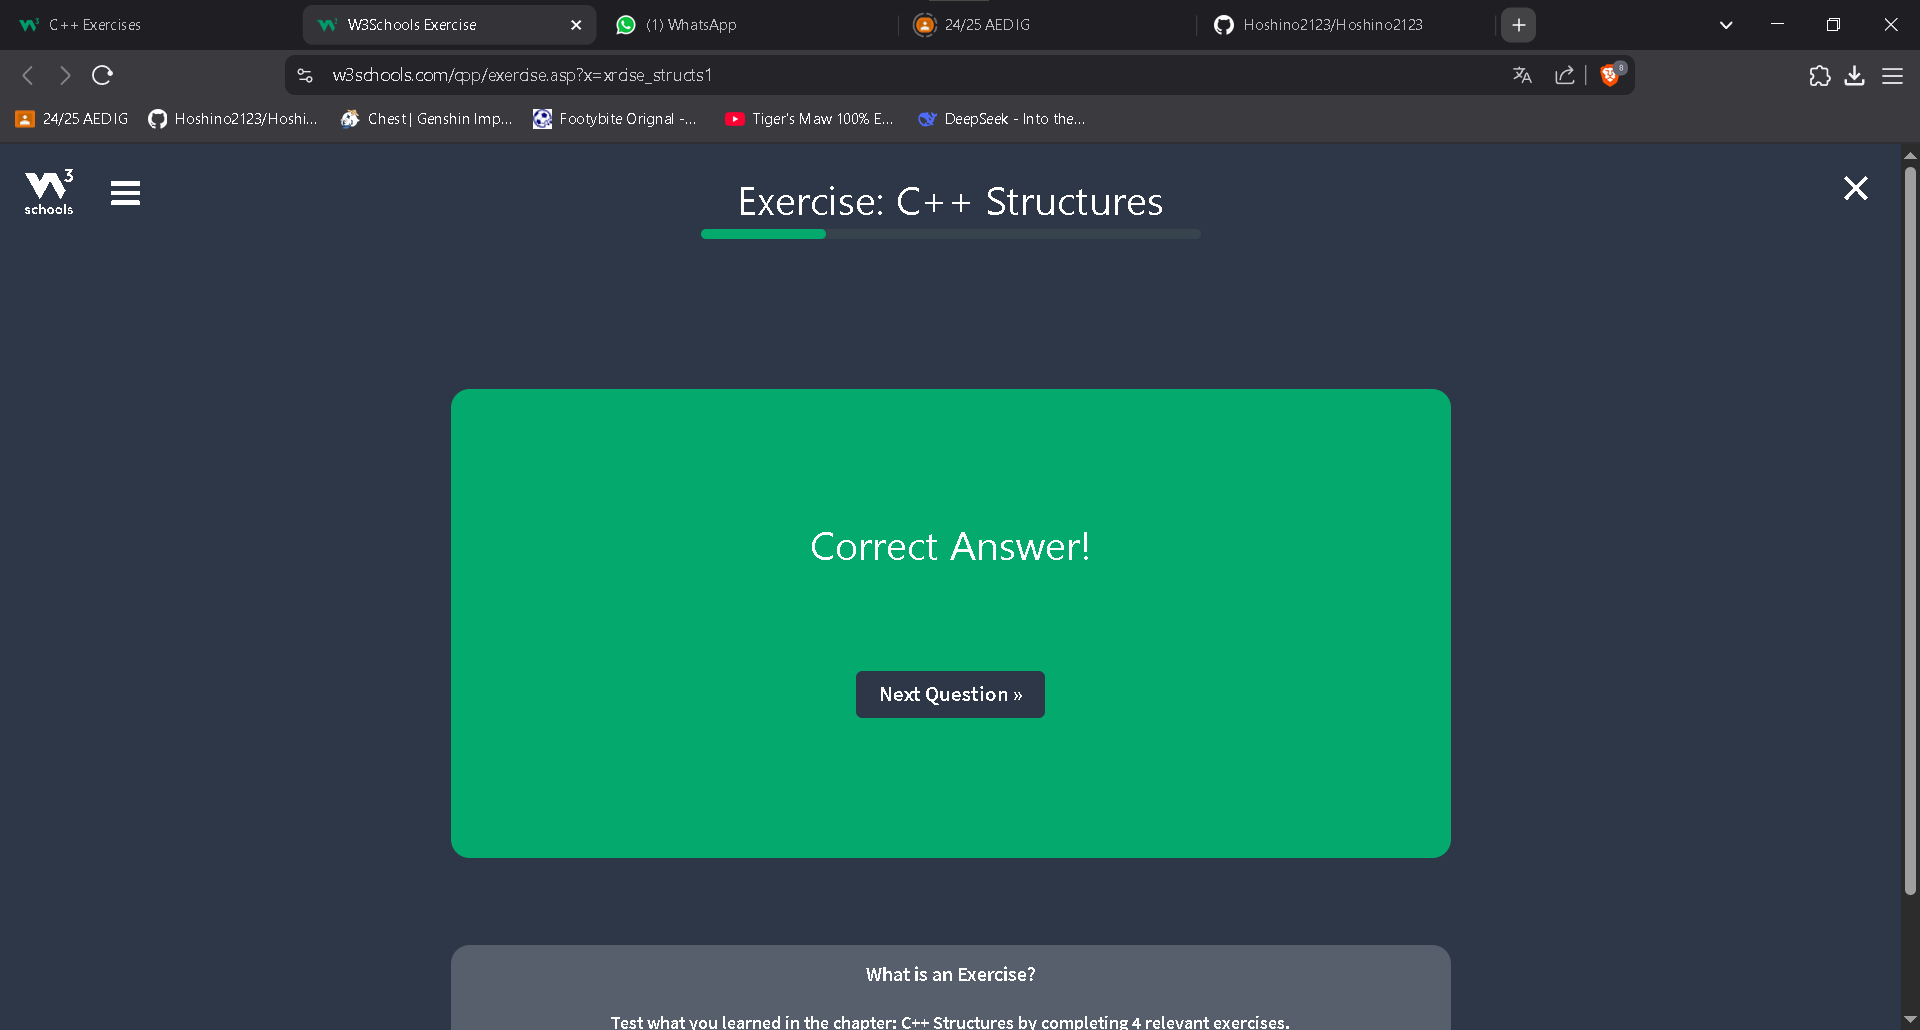 C++ Exercises
W3Schools Exercise
(1) WhatsApp
24/25 AEDIG
Hoshino2123/Hoshino2123
w3schools.com/cpp/exercise.asp?x=xrcise_structs1
0
24/25 AEDIG
Hoshino2123/Hoshi...
Chest | Genshin Imp...
Footybite Orignal -...
Tiger's Maw 100% E...
DeepSeek - Into the...
W3
schools
Exercise: C++ Structures
Correct Answer!
Next Question »
What is an Exercise?
Test what you learned in the chapter: C++ Structures by completing 4 relevant exercises.